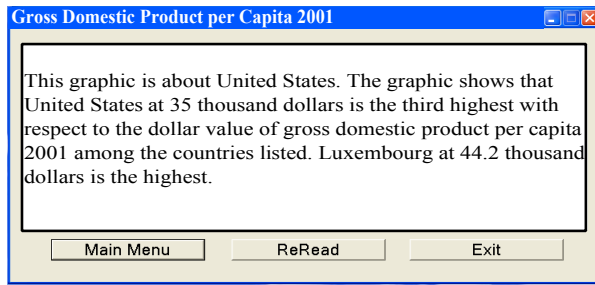 Gross Domestic Product per Capita 2001
This graphic is about United States. The graphic shows that
United States at 35 thousand dollars is the third highest with
respect to the dollar value of gross domestic product per capita
2001 among the countries listed. Luxembourg at 44.2 thousand
dollars is the highest.
Main Menu ReRead Exit